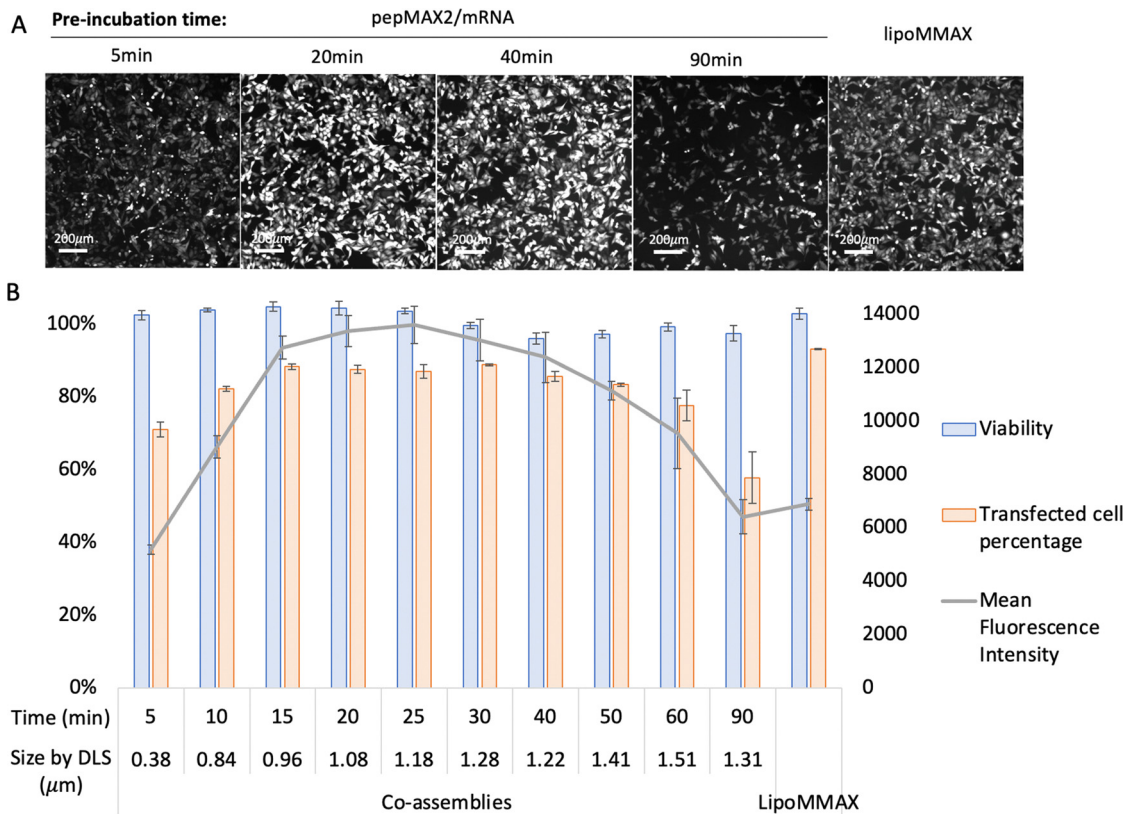 A
Pre-incubation time:
pepMAX2/mRNA
lipoMMAX
5min
20min
40min
90min
200μm
200μm
200μm
200μm
200μm
B
100%
80%
60%
40%
20%
0%
14000
12000
10000
8000
6000
4000
2000
0
Viability
Transfected cell
percentage
Mean
Fluorescence
Intensity
Time (min) 5 10 15 20 25 30 40 50 60 90
Size by DLS 0.38 0.84 0.96 1.08 1.18 1.28 1.22 1.41 1.51 1.31
(μm)
Co-assemblies
LipoMMAX